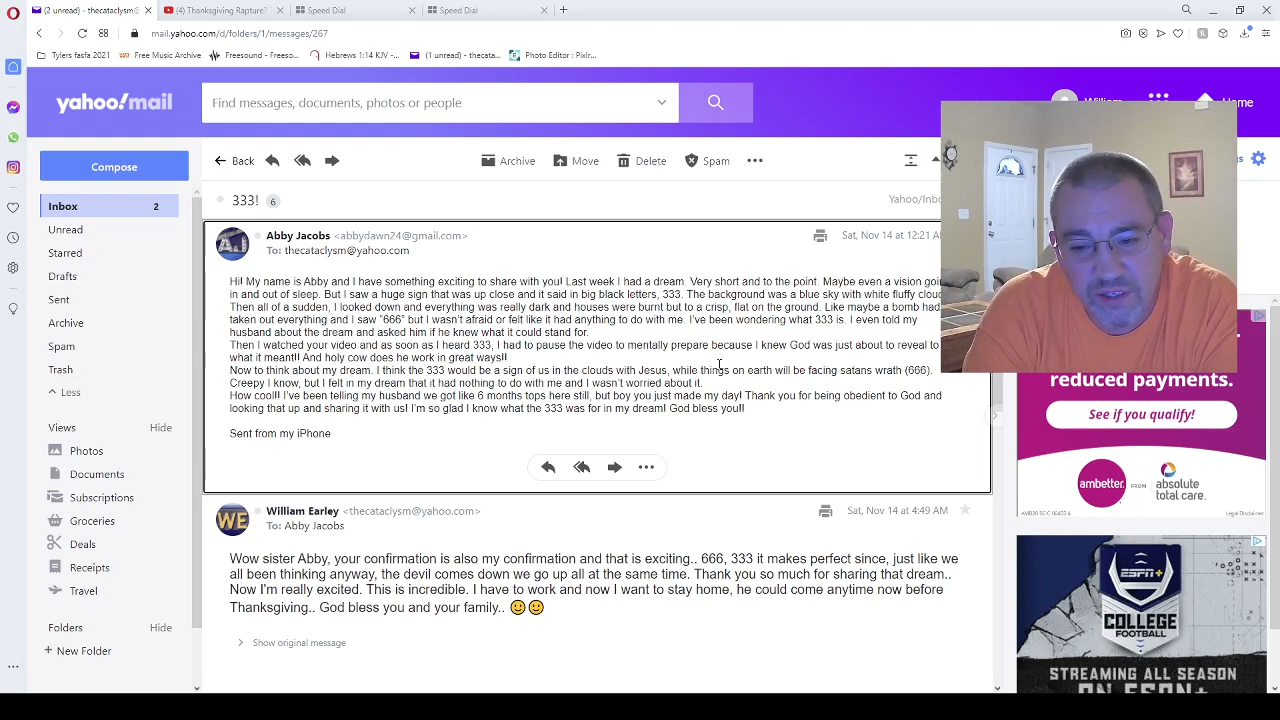 (2 unread) - thecataclysm
(4) Thanksgiving Rapture?
Speed Dial
Speed Dial
mail.yahoo.com/d/folders/1/messages/267
Tylers fasfa 2021
Free Music Archive
Freesound - Freeso...
Hebrews 1:14 KJV -...
(1 unread) - thecata...
Photo Editor : Pixlr...
yahoo!mail
Find messages, documents, photos or people
Home
Compose
Back
Archive
Move
Delete
Spam
Inbox 2
Unread
Starred
Drafts
Sent
Archive
Spam
Trash
Less
Views Hide
Photos
Documents
Subscriptions
Groceries
Deals
Receipts
Travel
Folders Hide
New Folder
333! 6
Abby Jacobs <abbydawn24@gmail.com>
Sat, Nov 14 at 12:21
To: thecataclysm@yahoo.com
Hi! My name is Abby and I have something exciting to share with you! Last week I had a dream. Very short and to the point. Maybe even a vision
in and out of sleep. But I saw a huge sign that was up close and it said in big black letters, 333. The background was a blue sky with white fluffy
Then all of a sudden, I looked down and everything was really dark and houses were burnt but to a crisp, flat on the ground. Like maybe a bomb had
taken out everything and I saw "666" but I wasn't afraid or felt like it had anything to do with me. I've been wondering what 333 is. I even told my
husband about the dream and asked him if he knew what it could stand for.
Then I watched your video and as soon as I heard 333, I had to pause the video to mentally prepare because I knew God was just about to reveal to
what it meant!! And holy cow does he work in great ways!!
Now to think about my dream. I think the 333 would be a sign of us in the clouds with Jesus, while things on earth will be facing satans wrath (666).
Creepy I know, but I felt in my dream that it had nothing to do with me and I wasn't worried about it.
How cool!! I've been telling my husband we got like 6 months tops here still, but boy you just made my day! Thank you for being obedient to God and
looking that up and sharing it with us! I'm so glad I know what the 333 was for in my dream! God bless you!!
Sent from my iPhone
William Earley <thecataclysm@yahoo.com>
Sat, Nov 14 at 4:49 AM
To: Abby Jacobs
Wow sister Abby, your confirmation is also my confirmation and that is exciting.. 666, 333 it makes perfect since, just like we
all been thinking anyway, the devil comes down we go up all at the same time. Thank you so much for sharing that dream..
Now I'm really excited. This is incredible. I have to work and now I want to stay home, he could come anytime now before
Thanksgiving.. God bless you and your family..
Show original message
reduced payments.
See if you qualify!
ambetter.
FROM
absolute
total care.
Legal Disclaimer
ESPN+
COLLEGE
FOOTBALL
STREAMING ALL SEASON
ON ESPN+